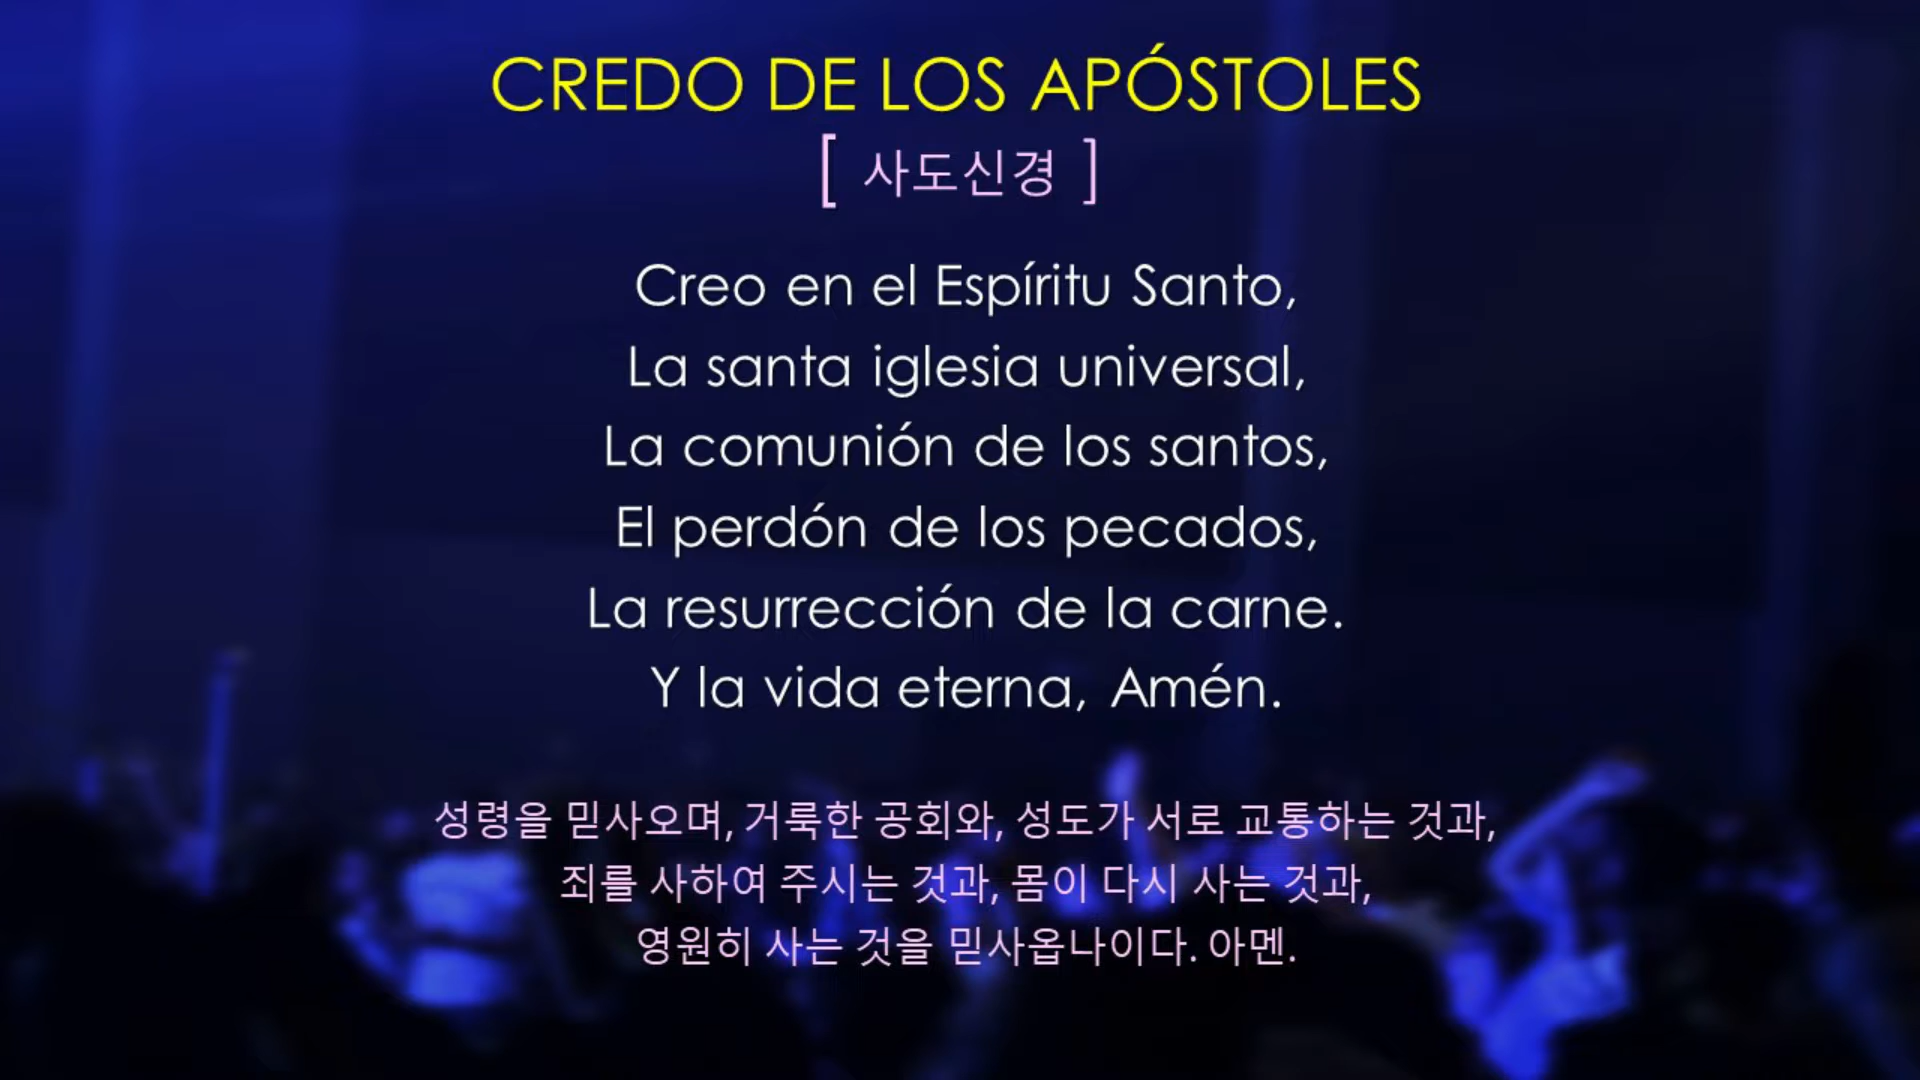 CREDO DE LOS APÓSTOLES
[ 사도신경 ]
Creo en el Espíritu Santo,
La santa iglesia universal,
La comunión de los santos,
El perdón de los pecados,
La resurrección de la carne.
Y la vida eterna, Amén.
성령을 믿사오며, 거룩한 공회와, 성도가 서로 교통하는 것과,
죄를 사하여 주시는 것과, 몸이 다시 사는 것과,
영원히 사는 것을 믿사옵나이다. 아멘.